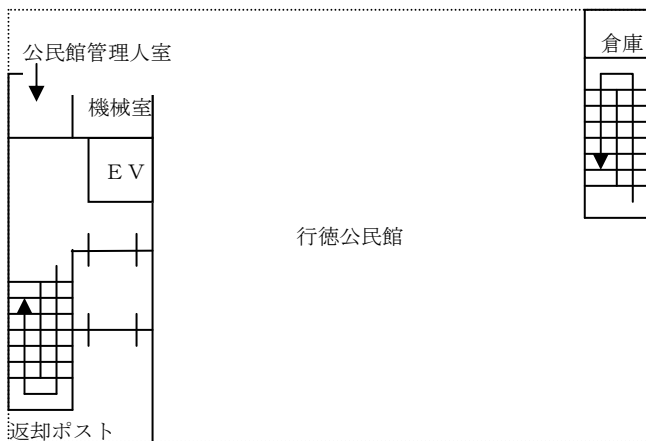 倉庫
公民館管理人室
機械室
ＥＶ
行徳公民館
返却ポスト